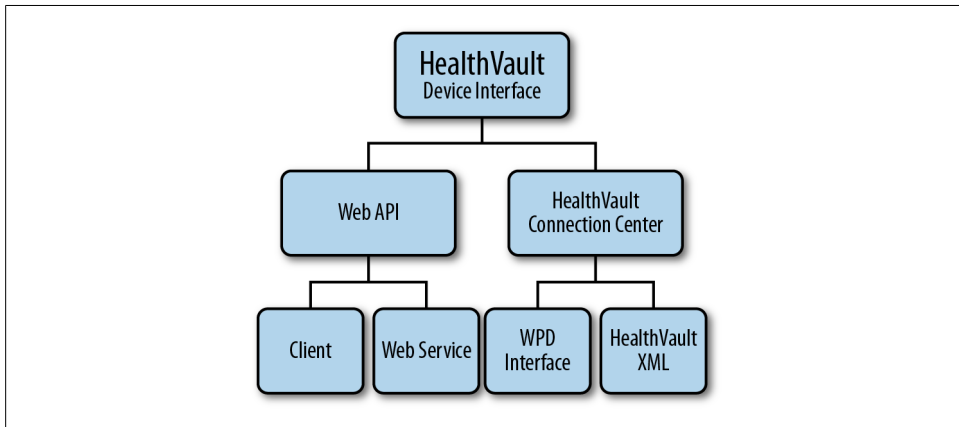 HealthVault
Device Interface
Web API
HealthVault
Connection Center
Client
Web Service
WPD
Interface
HealthVault
XML